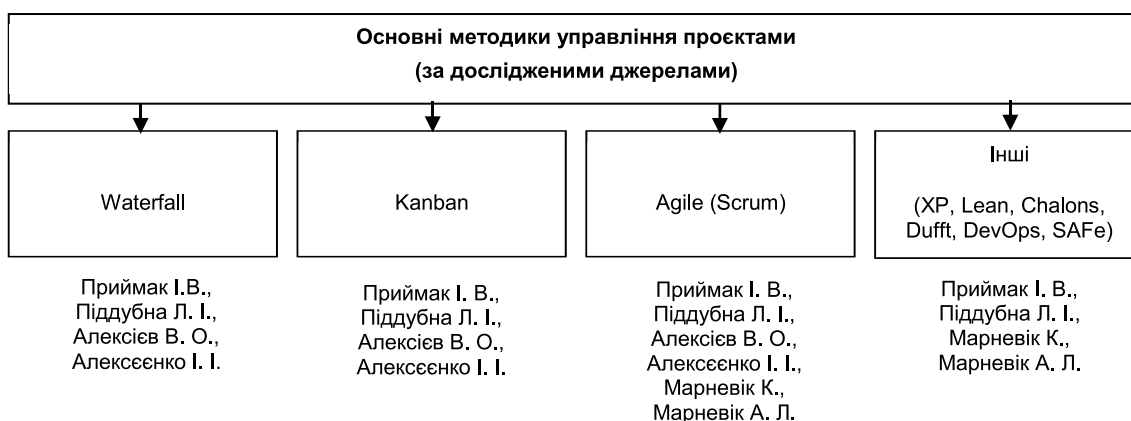 Основні методики управління проєктами
(за дослідженими джерелами)
Waterfall
Kanban
Agile (Scrum)
Інші
(XP, Lean, Chalons,
Dufft, DevOps, SAFe)
Приймак І.В.,
Піддубна Л. І.,
Алексієв В. О.,
Алексєєнко І. І.
Приймак І. В.,
Піддубна Л. І.,
Алексієв В. О.,
Алексєєнко І. І.
Приймак І. В.,
Піддубна Л. І.,
Алексієв В. О.,
Алексєєнко І. І.,
Марневік К.,
Марневік А. Л.
Приймак І. В.,
Піддубна Л. І.,
Марневік К.,
Марневік А. Л.